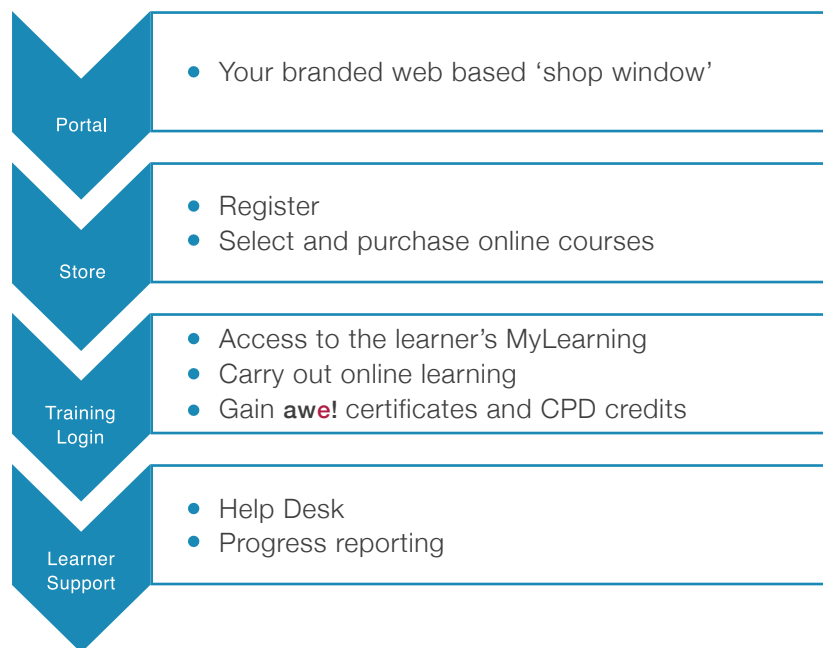 Portal
• Your branded web based ‘shop window’
Store
• Register
• Select and purchase online courses
Training
Login
• Access to the learner’s MyLearning
• Carry out online learning
• Gain awe! certificates and CPD credits
Learner
Support
• Help Desk
• Progress reporting